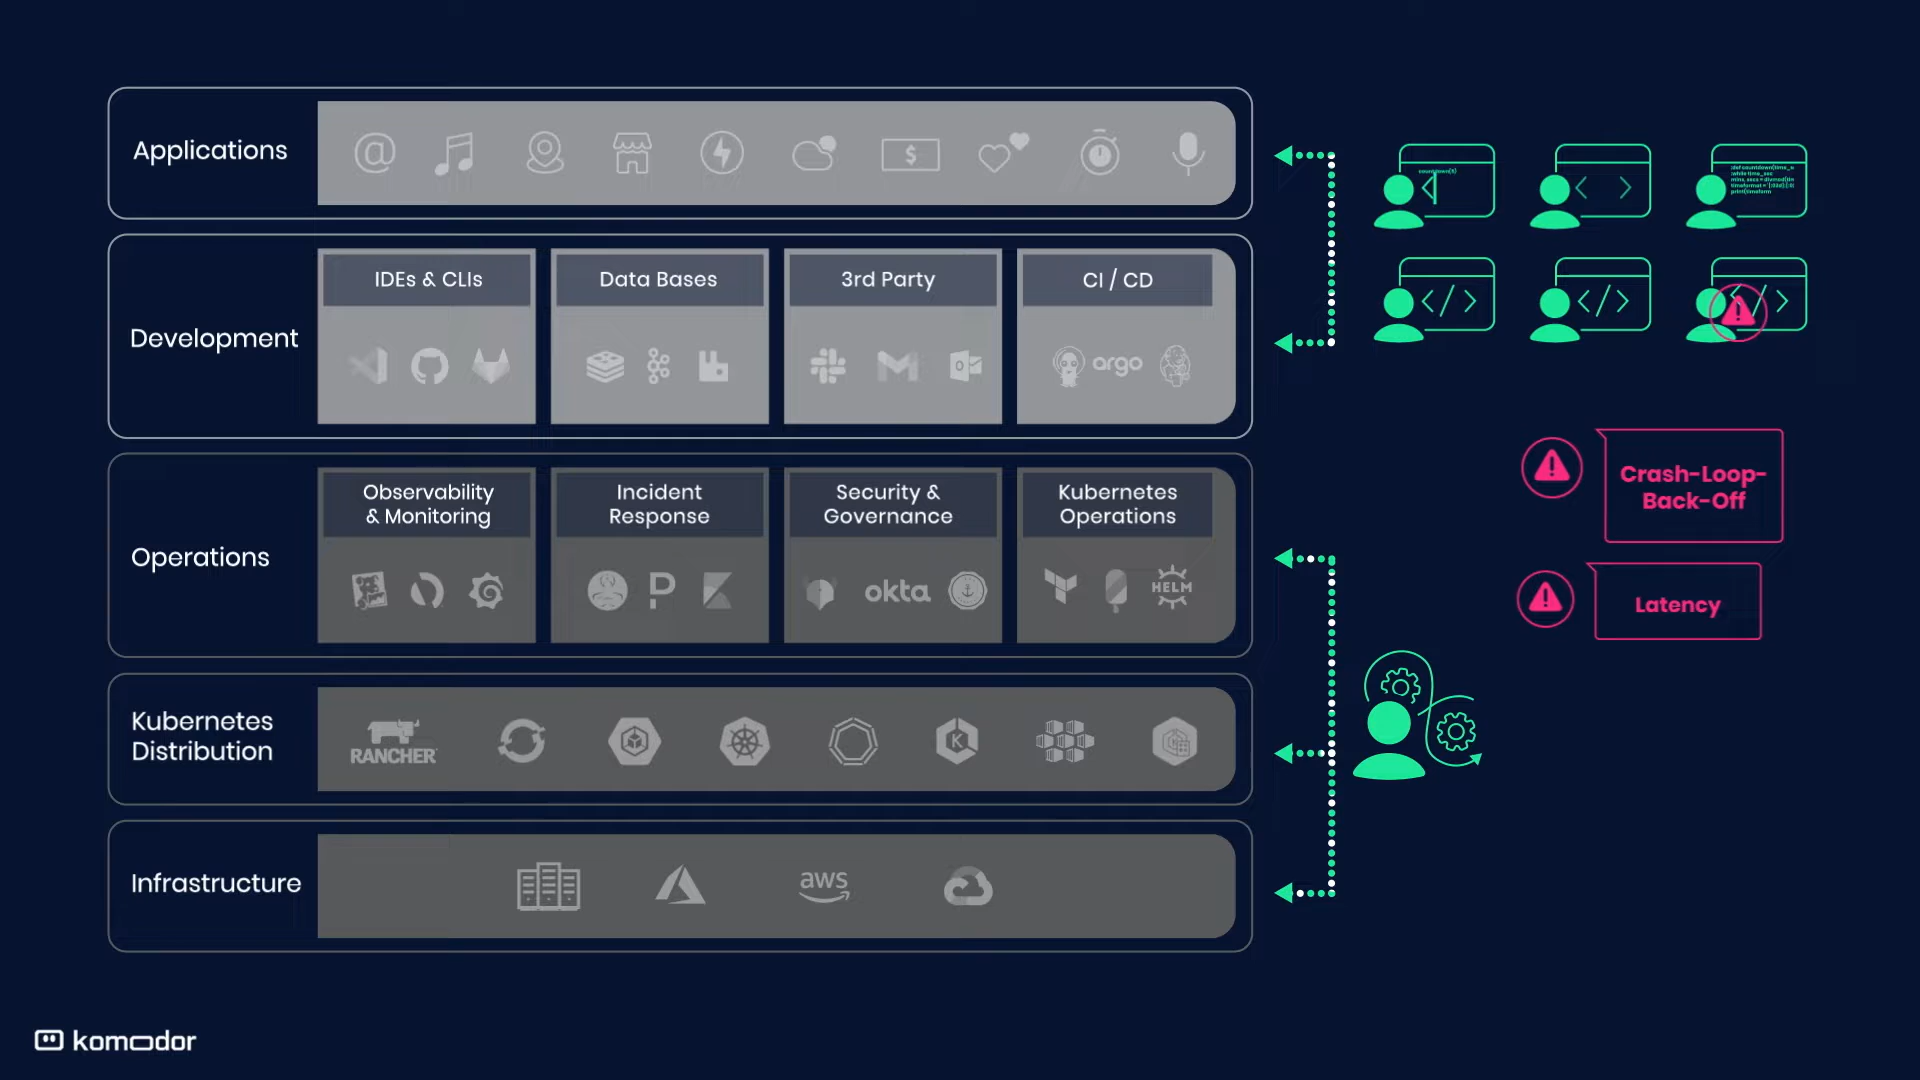 Applications
$
Development
IDEs & CLIs
Data Bases
3rd Party
CI / CD
argo
Operations
Observability
& Monitoring
Incident
Response
Security &
Governance
Kubernetes
Operations
okta
HELM
Kubernetes
Distribution
RANCHER
Infrastructure
aws
Crash-Loop-
Back-Off
Latency
komodor